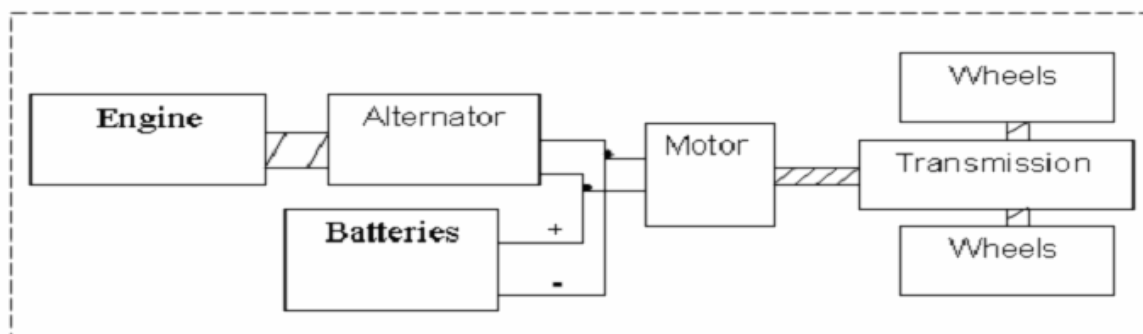 Wheels
Engine
Alternator
Motor
Transmission
Batteries
+
-
Wheels